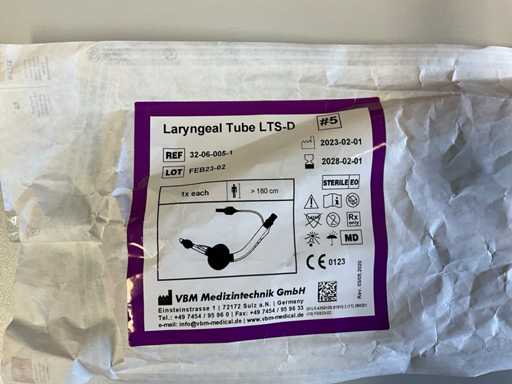 Laryngeal Tube LTS-D
#5
REF 32-06-005-1
LOT FEB23-02
2023-02-01
2028-02-01
STERILE EO
1x each
> 180 cm
Rx only
MD
CE 0123
VBM Medizintechnik GmbH
Einsteinstrasse 1 | 72172 Sulz a.N. | Germany
Tel.: +49 7454 / 95 96 0 | Fax: +49 7454 / 95 96 33
e-mail: info@vbm-medical.de | www.vbm-medical.de